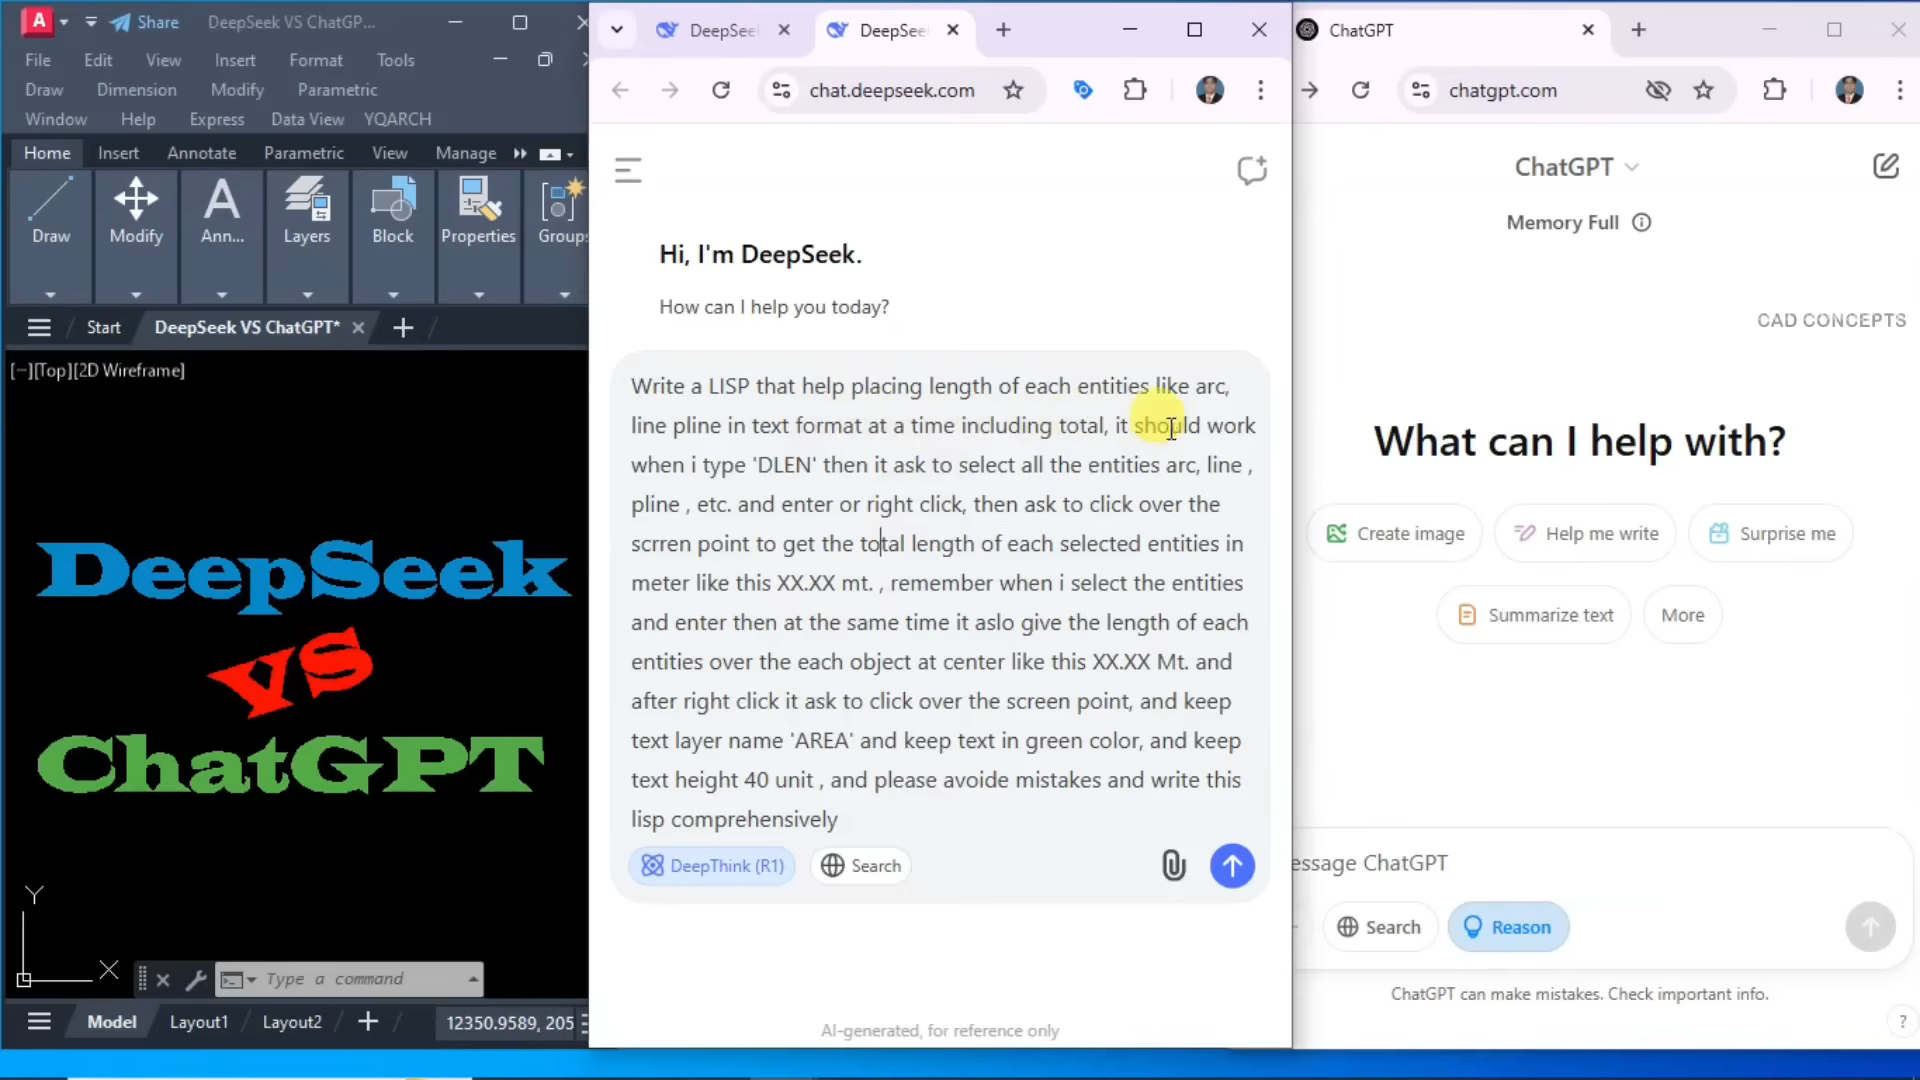 A Share DeepSeek VS ChatGP...
File Edit View Insert Format Tools
Draw Dimension Modify Parametric
Window Help Express Data View YQARCH
Home Insert Annotate Parametric View Manage
Draw Modify Ann... Layers Block Properties Group
Start DeepSeek VS ChatGPT*
[−][Top][2D Wireframe]
DeepSeek
VS
ChatGPT
Y
X
Type a command
Model Layout1 Layout2 12350.9589, 205
DeepSee DeepSee
chat.deepseek.com
Hi, I'm DeepSeek.
How can I help you today?
Write a LISP that help placing length of each entities like arc,
line pline in text format at a time including total, it should work
when i type 'DLEN' then it ask to select all the entities arc, line ,
pline , etc. and enter or right click, then ask to click over the
scrren point to get the total length of each selected entities in
meter like this XX.XX mt. , remember when i select the entities
and enter then at the same time it aslo give the length of each
entities over the each object at center like this XX.XX Mt. and
after right click it ask to click over the screen point, and keep
text layer name 'AREA' and keep text in green color, and keep
text height 40 unit , and please avoide mistakes and write this
lisp comprehensively
DeepThink (R1) Search
AI-generated, for reference only
ChatGPT
chatgpt.com
ChatGPT
Memory Full
CAD CONCEPTS
What can I help with?
Create image Help me write Surprise me
Summarize text More
essage ChatGPT
Search Reason
ChatGPT can make mistakes. Check important info.
?